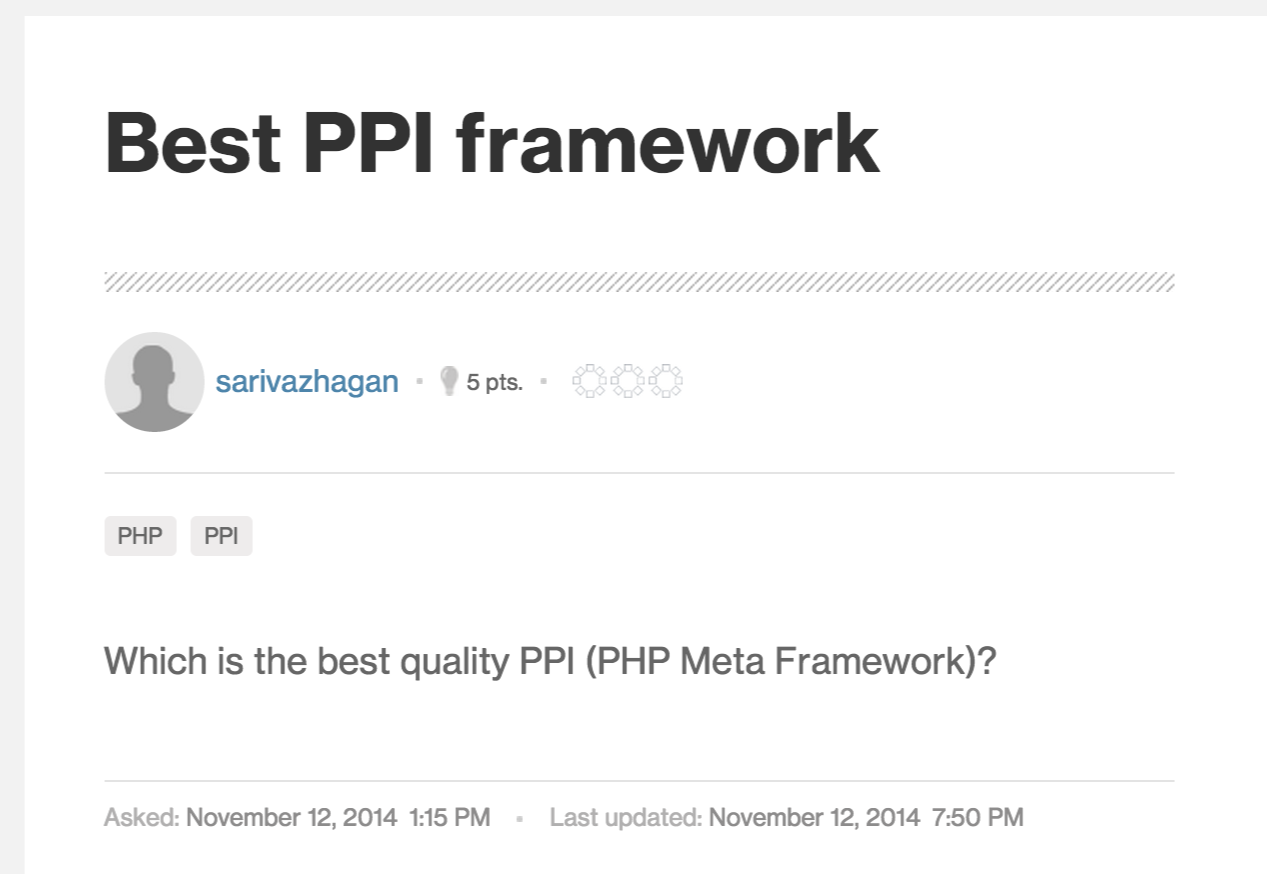 Best PPI framework
sarivazhagan · 5 pts. ·
PHP PPI
Which is the best quality PPI (PHP Meta Framework)?
Asked: November 12, 2014 1:15 PM · Last updated: November 12, 2014 7:50 PM